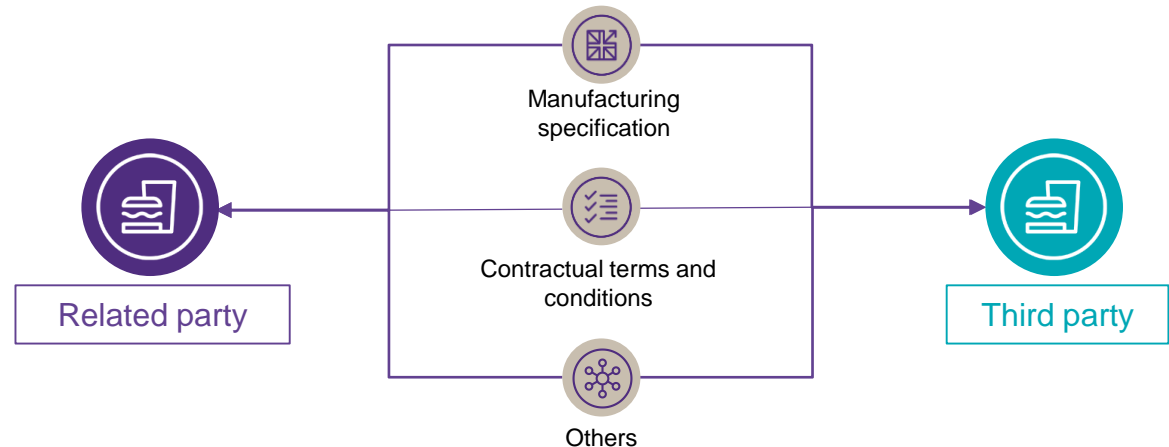 Manufacturing
specification
Contractual terms and
conditions
Related party
Third party
Others